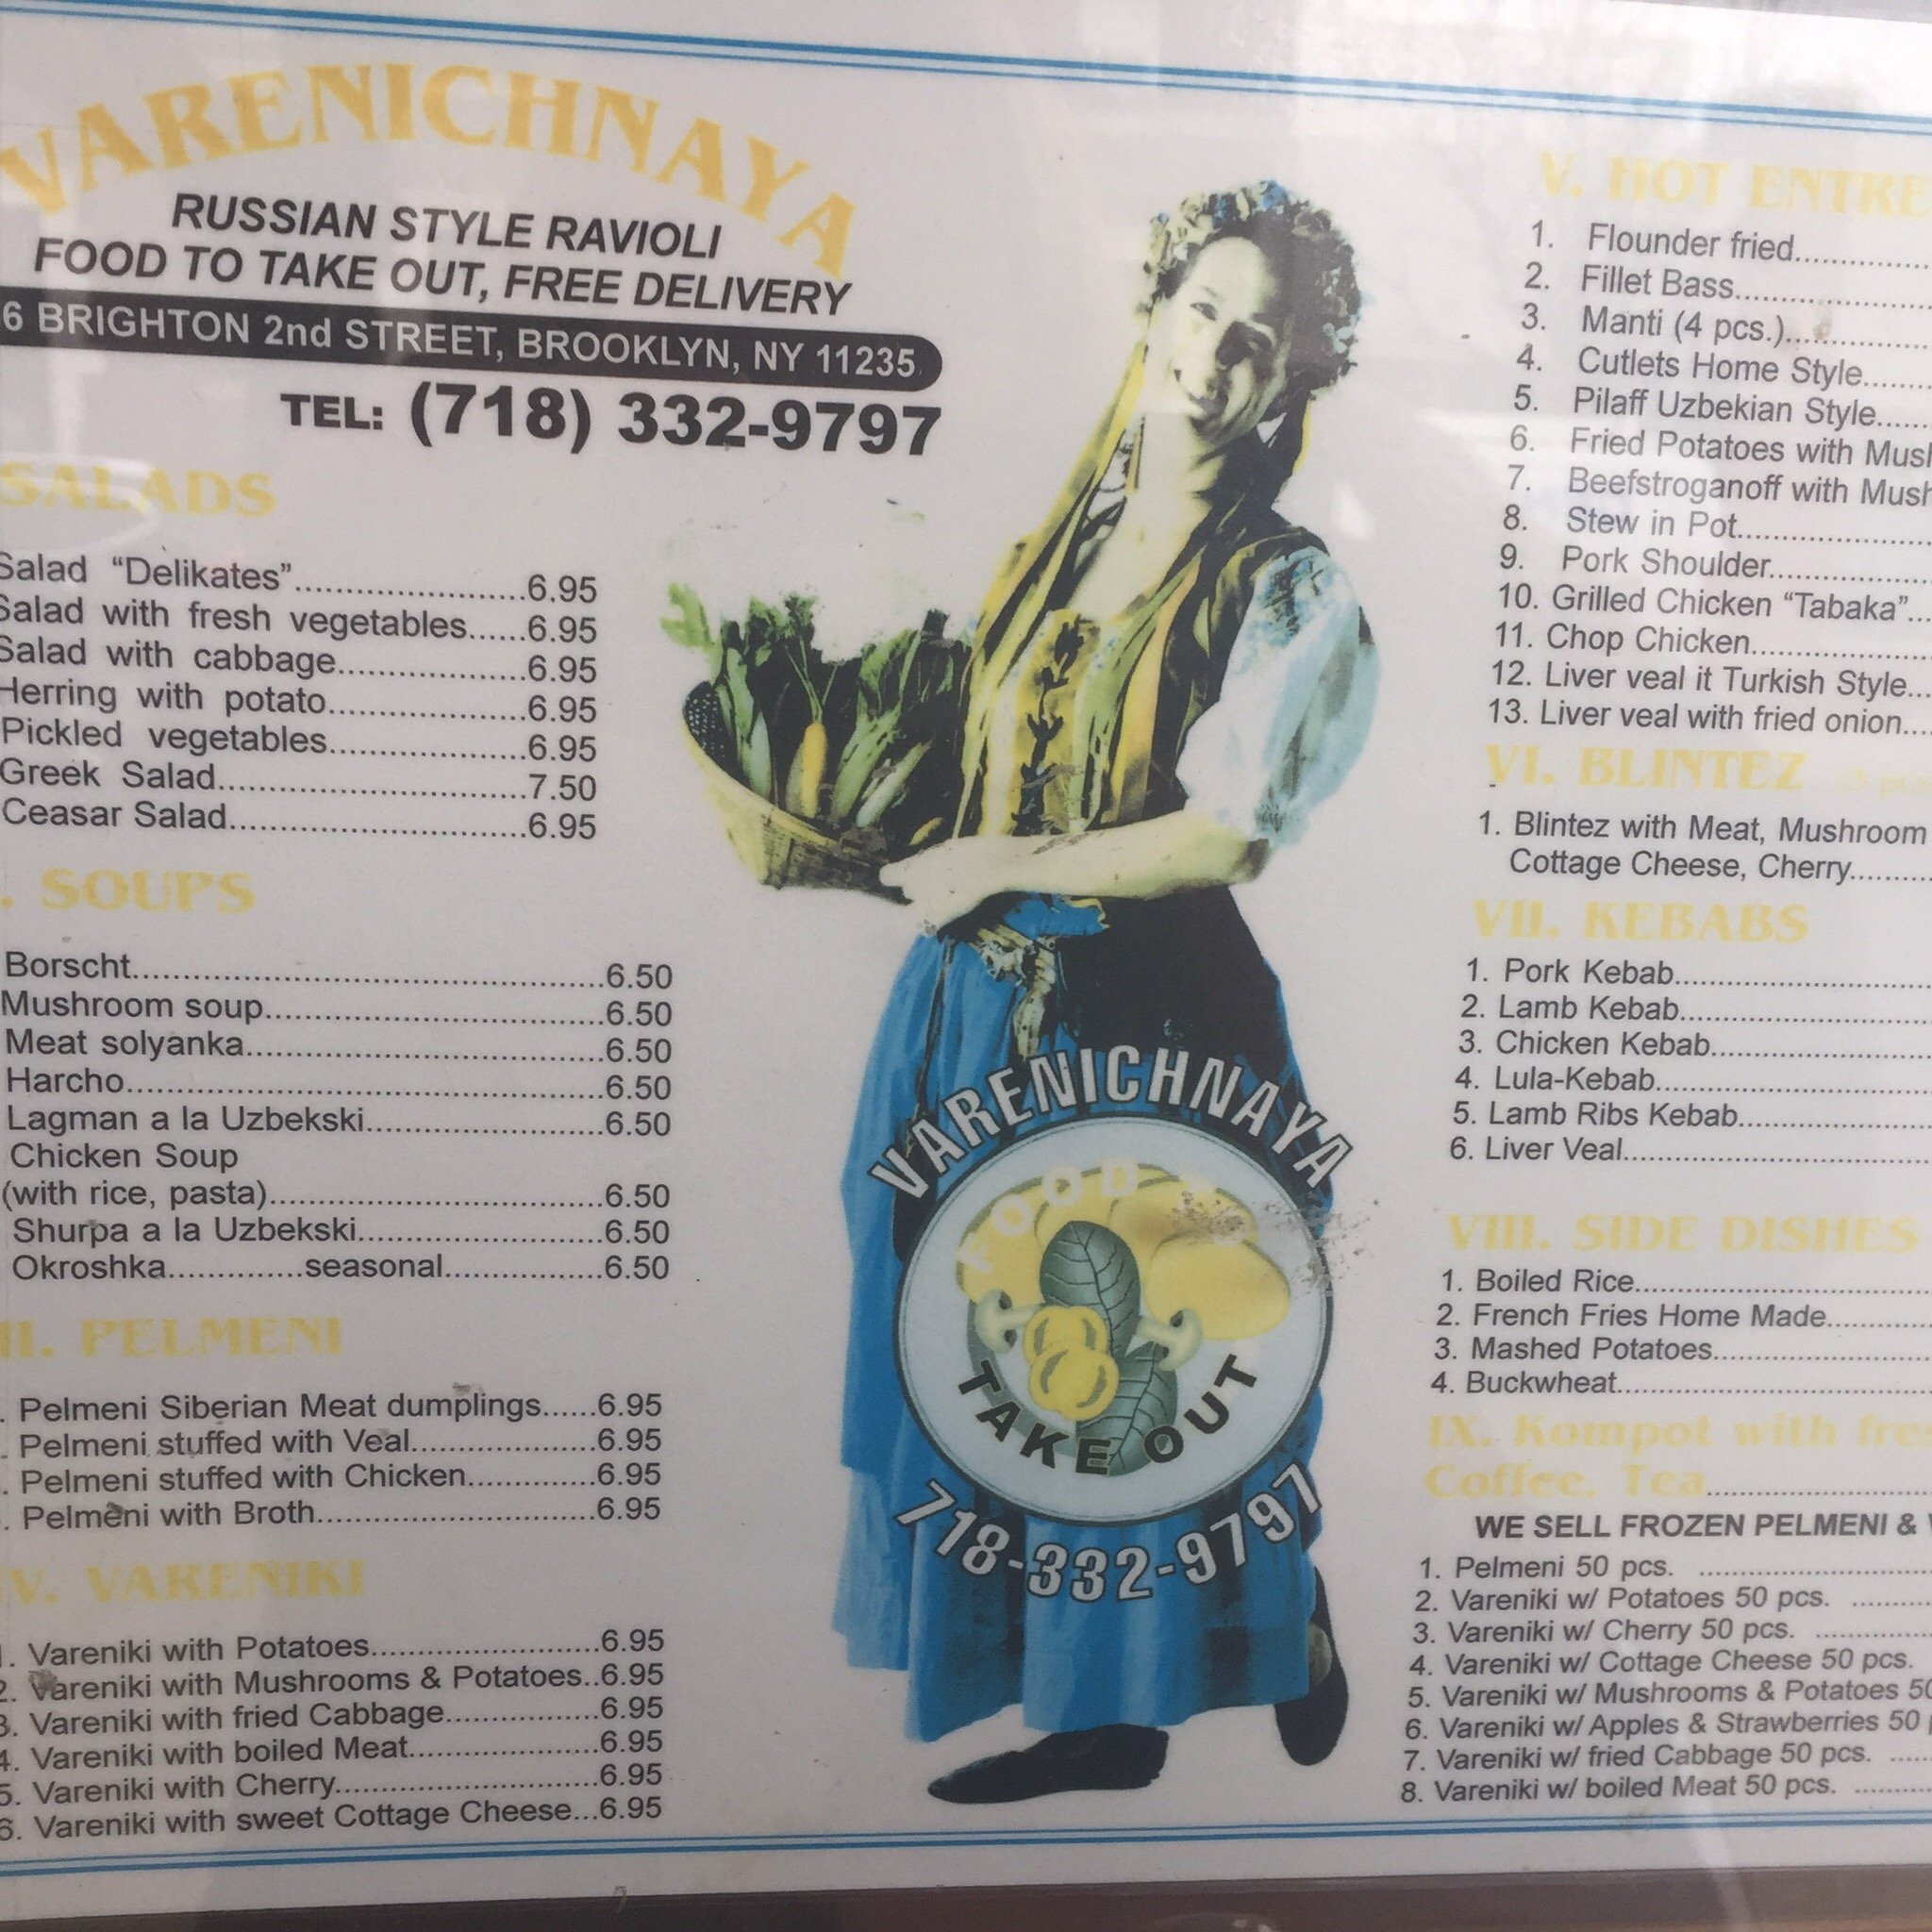 VARENICHNAYA
RUSSIAN STYLE RAVIOLI
FOOD TO TAKE OUT, FREE DELIVERY
6 BRIGHTON 2nd STREET, BROOKLYN, NY 11235
TEL: (718) 332-9797
SALADS
Salad "Delikates".......................6.95
Salad with fresh vegetables......6.95
Salad with cabbage...................6.95
Herring with potato....................6.95
Pickled vegetables....................6.95
Greek Salad...............................7.50
Ceasar Salad..............................6.95
. SOUPS
Borscht...............................................6.50
Mushroom soup..................................6.50
Meat solyanka....................................6.50
Harcho................................................6.50
Lagman a la Uzbekski........................6.50
Chicken Soup
(with rice, pasta).................................6.50
Shurpa a la Uzbekski.........................6.50
Okroshka..............seasonal................6.50
II. PELMENI
. Pelmeni Siberian Meat dumplings......6.95
. Pelmeni stuffed with Veal....................6.95
. Pelmeni stuffed with Chicken..............6.95
. Pelmeni with Broth..............................6.95
IV. VARENIKI
1. Vareniki with Potatoes.........................6.95
2. Vareniki with Mushrooms & Potatoes..6.95
3. Vareniki with fried Cabbage.................6.95
4. Vareniki with boiled Meat.....................6.95
5. Vareniki with Cherry.............................6.95
6. Vareniki with sweet Cottage Cheese...6.95
VARENICHNAYA
FOOD
TAKE OUT
718-332-9797
V. HOT ENTRE
1. Flounder fried..............
2. Fillet Bass.....................
3. Manti (4 pcs.)................
4. Cutlets Home Style.......
5. Pilaff Uzbekian Style......
6. Fried Potatoes with Mush
7. Beefstroganoff with Mush
8. Stew in Pot.....................
9. Pork Shoulder.................
10. Grilled Chicken "Tabaka"...
11. Chop Chicken...................
12. Liver veal it Turkish Style...
13. Liver veal with fried onion....
VI. BLINTEZ
1. Blintez with Meat, Mushroom
Cottage Cheese, Cherry.........
VII. KEBABS
1. Pork Kebab..........................
2. Lamb Kebab.........................
3. Chicken Kebab......................
4. Lula-Kebab............................
5. Lamb Ribs Kebab...................
6. Liver Veal...............................
VIII. SIDE DISHES
1. Boiled Rice..............................
2. French Fries Home Made..........
3. Mashed Potatoes......................
4. Buckwheat................................
IX. Kompot with fre
Coffee, Tea......................
WE SELL FROZEN PELMENI &
1. Pelmeni 50 pcs. ........................
2. Vareniki w/ Potatoes 50 pcs. ........
3. Vareniki w/ Cherry 50 pcs. ...........
4. Vareniki w/ Cottage Cheese 50 pcs.
5. Vareniki w/ Mushrooms & Potatoes 50
6. Vareniki w/ Apples & Strawberries 50
7. Vareniki w/ fried Cabbage 50 pcs. .....
8. Vareniki w/ boiled Meat 50 pcs. .........